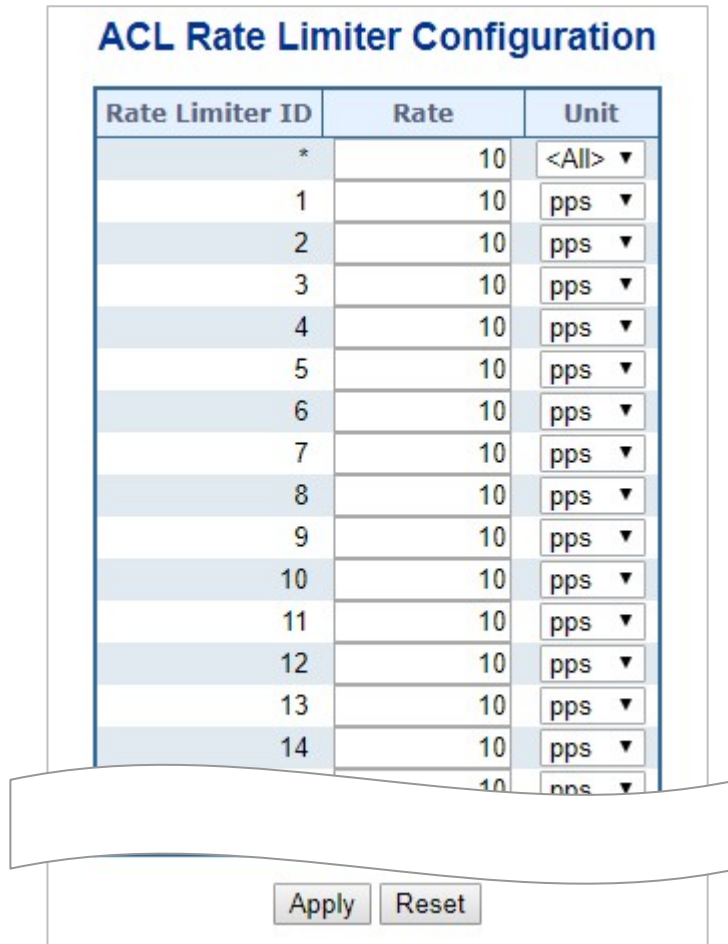 ACL Rate Limiter Configuration
Rate Limiter ID Rate Unit
* 10 <All>
1 10 pps
2 10 pps
3 10 pps
4 10 pps
5 10 pps
6 10 pps
7 10 pps
8 10 pps
9 10 pps
10 10 pps
11 10 pps
12 10 pps
13 10 pps
14 10 pps
10 pps
Apply Reset